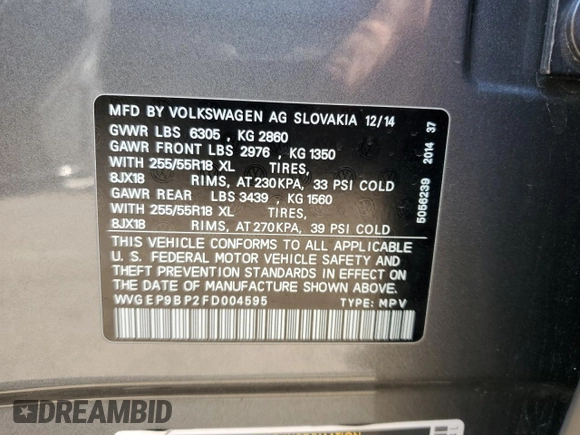 MFD BY VOLKSWAGEN AG SLOVAKIA 12/14
GVWR LBS 6305 , KG 2860
GAWR FRONT LBS 2976 , KG 1350
WITH 255/55R18 XL TIRES,
8JX18 RIMS, AT 230KPA, 33 PSI COLD
GAWR REAR LBS 3439 , KG 1560
WITH 255/55R18 XL TIRES,
8JX18 RIMS, AT 270KPA, 39 PSI COLD
THIS VEHICLE CONFORMS TO ALL APPLICABLE
U. S. FEDERAL MOTOR VEHICLE SAFETY AND
THEFT PREVENTION STANDARDS IN EFFECT ON
THE DATE OF MANUFACTURE SHOWN ABOVE.
WVGEP9BP2FD004595 TYPE: MPV
5056239 2014 37
DREAMBID